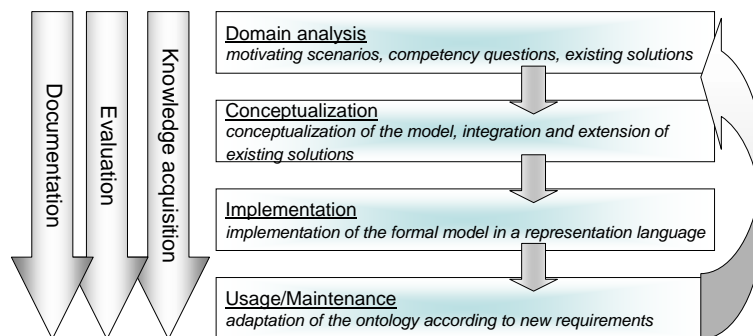 Documentation
Evaluation
Knowledge acquisition
Domain analysis
motivating scenarios, competency questions, existing solutions
Conceptualization
conceptualization of the model, integration and extension of
existing solutions
Implementation
implementation of the formal model in a representation language
Usage/Maintenance
adaptation of the ontology according to new requirements